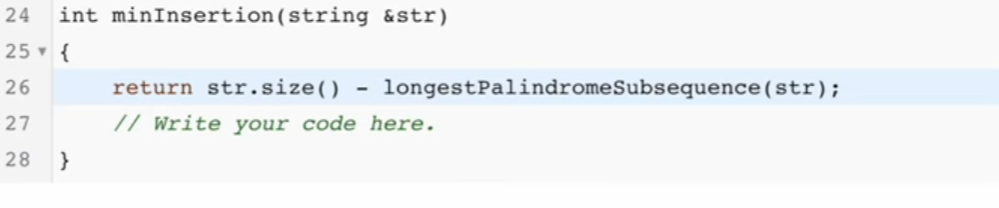 24 int minInsertion(string &str)
25 {
26 return str.size() - longestPalindromeSubsequence(str);
27 // Write your code here.
28 }